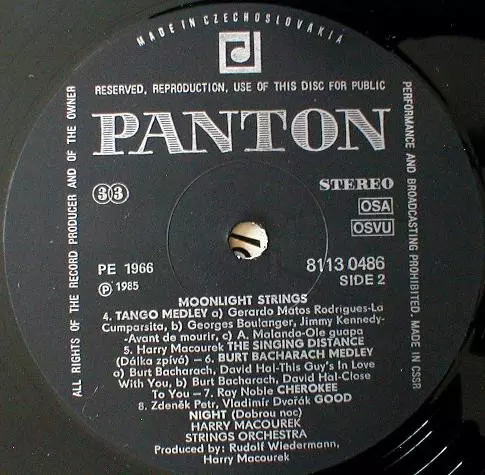 MADE IN CZECHOSLOVAKIA
RESERVED, REPRODUCTION, USE OF THIS DISC FOR PUBLIC
PERFORMANCE AND BROADCASTING PROHIBITED, MADE IN CSSR
ALL RIGHTS OF THE RECORD PRODUCER AND OF THE OWNER
PANTON
33
STEREO
OSA
OSVU
PE 1966
8113 0486
Ⓟ 1985
SIDE 2
MOONLIGHT STRINGS
4. TANGO MEDLEY a) Gerardo Matos Rodrigues-La
Cumparsita, b) Georges Boulanger, Jimmy Kennedy-
-Avant de mourir, c) A. Malando-Ole guapa
5. Harry Macourek THE SINGING DISTANCE
(Dálka zpívá) – 6. BURT BACHARACH MEDLEY
a) Burt Bacharach, David Hal-This Guy's In Love
With You, b) Burt Bacharach, David Hal-Close
To You – 7. Ray Noble CHEROKEE
8. Zdeněk Petr, Vladimír Dvořák GOOD
NIGHT (Dobrou noc)
HARRY MACOUREK
STRINGS ORCHESTRA
Produced by: Rudolf Wiedermann,
Harry Macourek